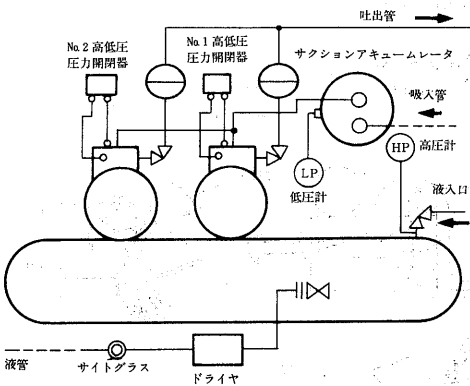 吐出管
No. 2 高低圧
圧力開閉器
No. 1 高低圧
圧力開閉器
サクションアキュームレータ
吸入管
HP
高圧計
LP
低圧計
液入口
液管
サイトグラス
ドライヤ